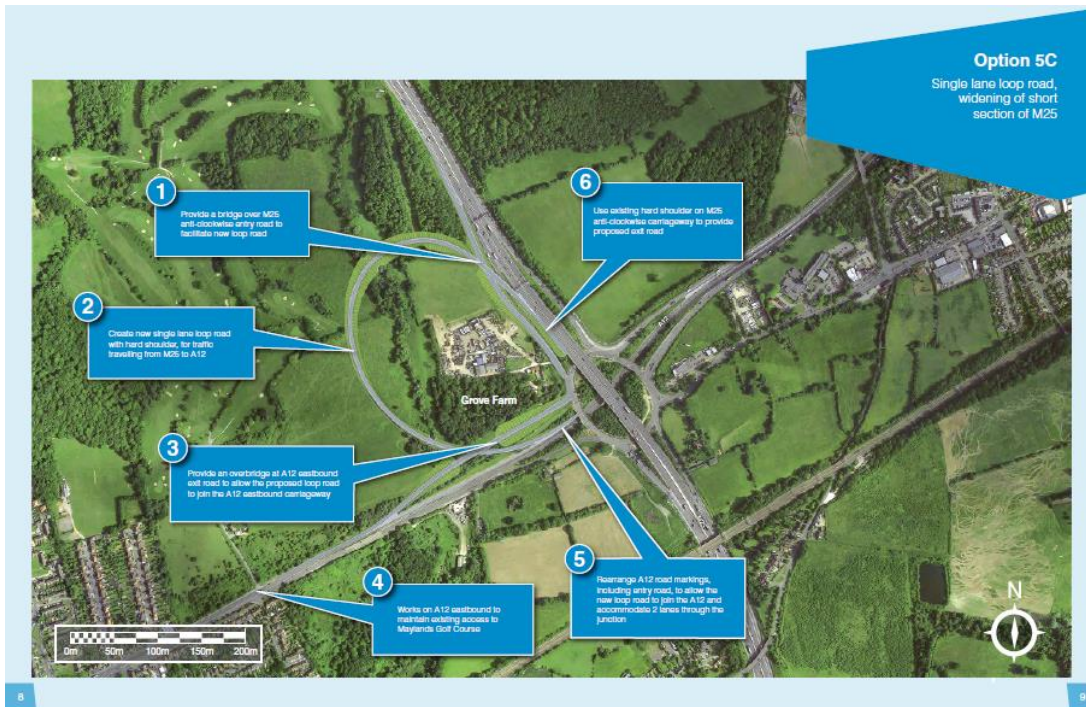 Option 5C
Single lane loop road,
widening of short
section of M25
1
Provide a bridge over M25
anti-clockwise entry road to
facilitate new loop road
6
Use existing hard shoulder on M25
anti-clockwise carriageway to provide
proposed exit road
2
Create new single lane loop road
with hard shoulder, for traffic
travelling from M25 to A12
A12
Grove Farm
3
Provide an overbridge at A12 eastbound
exit road to allow the proposed loop road
to join the A12 eastbound carriageway
4
Works on A12 eastbound to
maintain existing access to
Maylands Golf Course
5
Rearrange A12 road markings,
including entry road, to allow the
new loop road to join the A12 and
accommodate 2 lanes through the
junction
N
0m 50m 100m 150m 200m
8
9